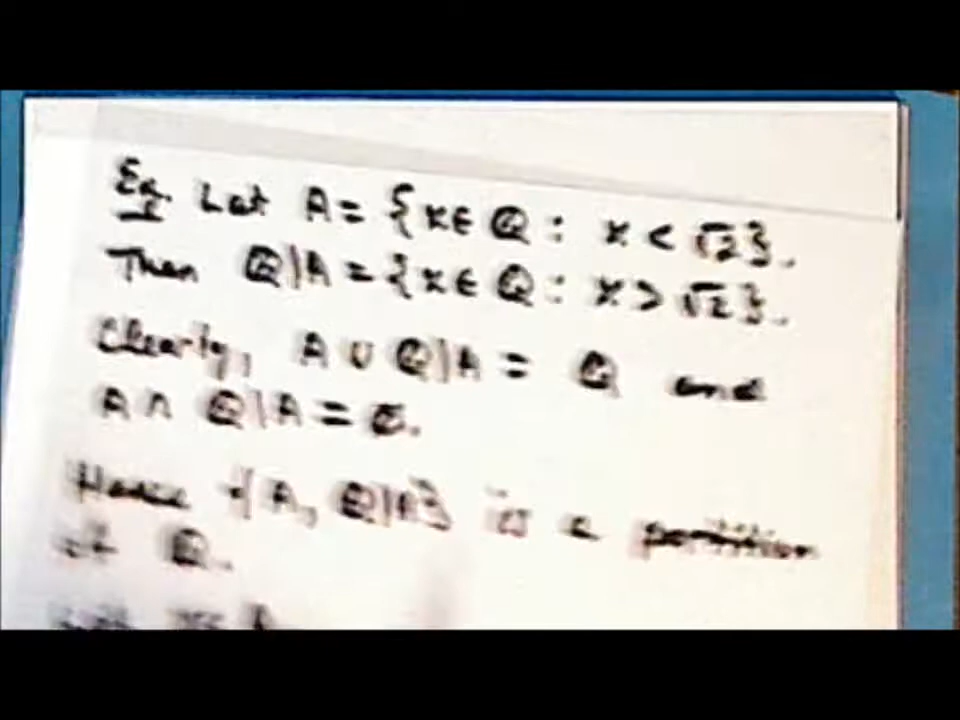 Eg. Let A = {x ∈ ℚ : x < √2}.
Then ℚ|A = {x ∈ ℚ : x > √2}.
Clearly, A ∪ ℚ|A = ℚ and
A ∩ ℚ|A = ∅.
Hence {A, ℚ|A} is a partition
of ℚ.